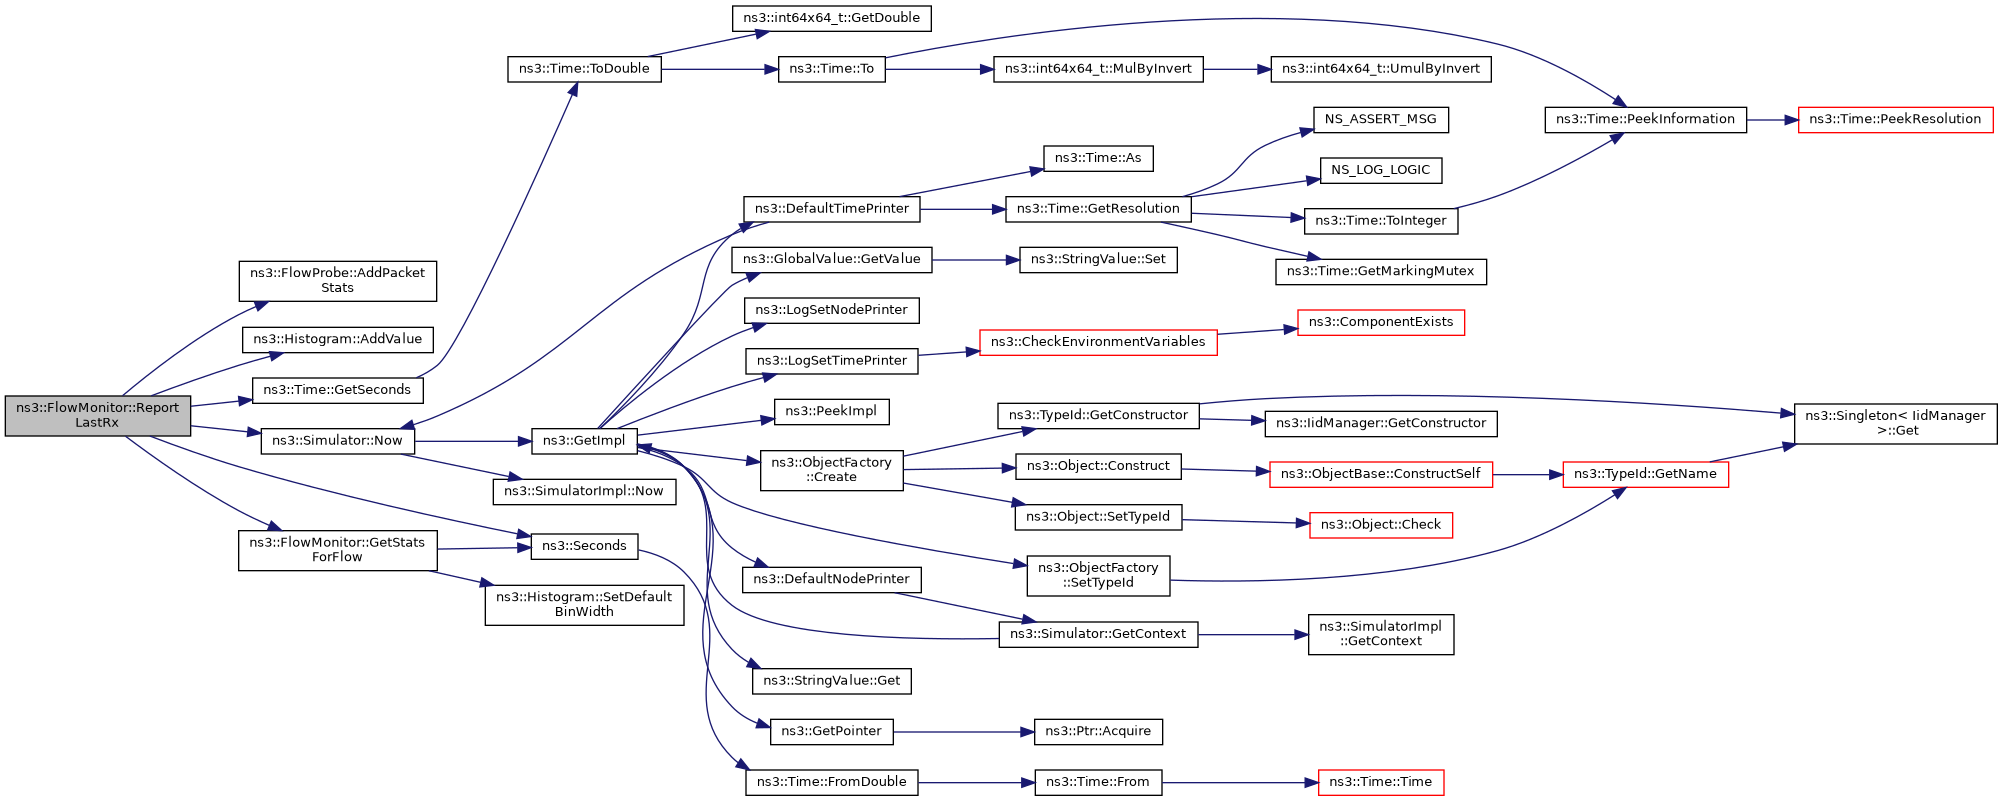 ns3::FlowMonitor::Report
LastRx
ns3::FlowProbe::AddPacket
Stats
ns3::Histogram::AddValue
ns3::Time::GetSeconds
ns3::Simulator::Now
ns3::FlowMonitor::GetStats
ForFlow
ns3::Time::ToDouble
ns3::GetImpl
ns3::SimulatorImpl::Now
ns3::Seconds
ns3::Histogram::SetDefault
BinWidth
ns3::int64x64_t::GetDouble
ns3::Time::To
ns3::DefaultTimePrinter
ns3::GlobalValue::GetValue
ns3::LogSetNodePrinter
ns3::LogSetTimePrinter
ns3::PeekImpl
ns3::ObjectFactory
::Create
ns3::DefaultNodePrinter
ns3::StringValue::Get
ns3::GetPointer
ns3::Time::FromDouble
ns3::int64x64_t::MulByInvert
ns3::Time::As
ns3::Time::GetResolution
ns3::StringValue::Set
ns3::CheckEnvironmentVariables
ns3::TypeId::GetConstructor
ns3::Object::Construct
ns3::Object::SetTypeId
ns3::ObjectFactory
::SetTypeId
ns3::Simulator::GetContext
ns3::Ptr::Acquire
ns3::Time::From
ns3::int64x64_t::UmulByInvert
NS_ASSERT_MSG
NS_LOG_LOGIC
ns3::Time::ToInteger
ns3::Time::GetMarkingMutex
ns3::ComponentExists
ns3::IidManager::GetConstructor
ns3::ObjectBase::ConstructSelf
ns3::Object::Check
ns3::SimulatorImpl
::GetContext
ns3::Time::Time
ns3::Time::PeekInformation
ns3::TypeId::GetName
ns3::Time::PeekResolution
ns3::Singleton< IidManager
>::Get